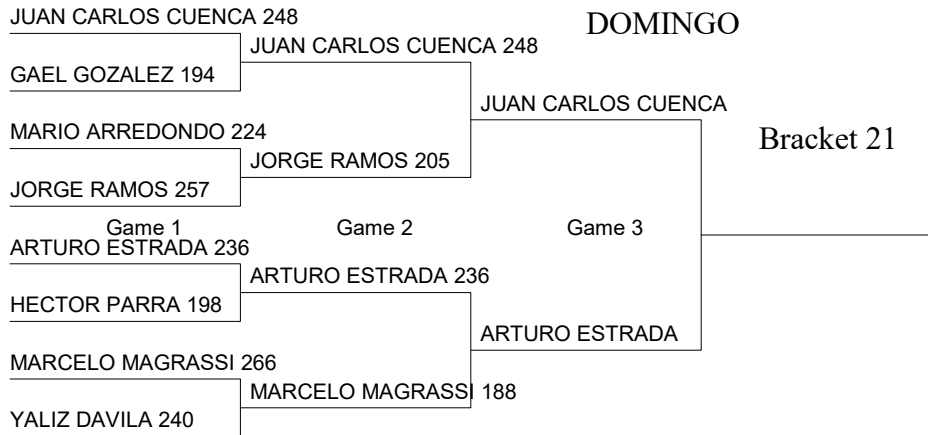 JUAN CARLOS CUENCA 248
DOMINGO
JUAN CARLOS CUENCA 248
GAEL GOZALEZ 194
JUAN CARLOS CUENCA
MARIO ARREDONDO 224
Bracket 21
JORGE RAMOS 205
JORGE RAMOS 257
Game 1
Game 2
Game 3
ARTURO ESTRADA 236
ARTURO ESTRADA 236
HECTOR PARRA 198
ARTURO ESTRADA
MARCELO MAGRASSI 266
MARCELO MAGRASSI 188
YALIZ DAVILA 240